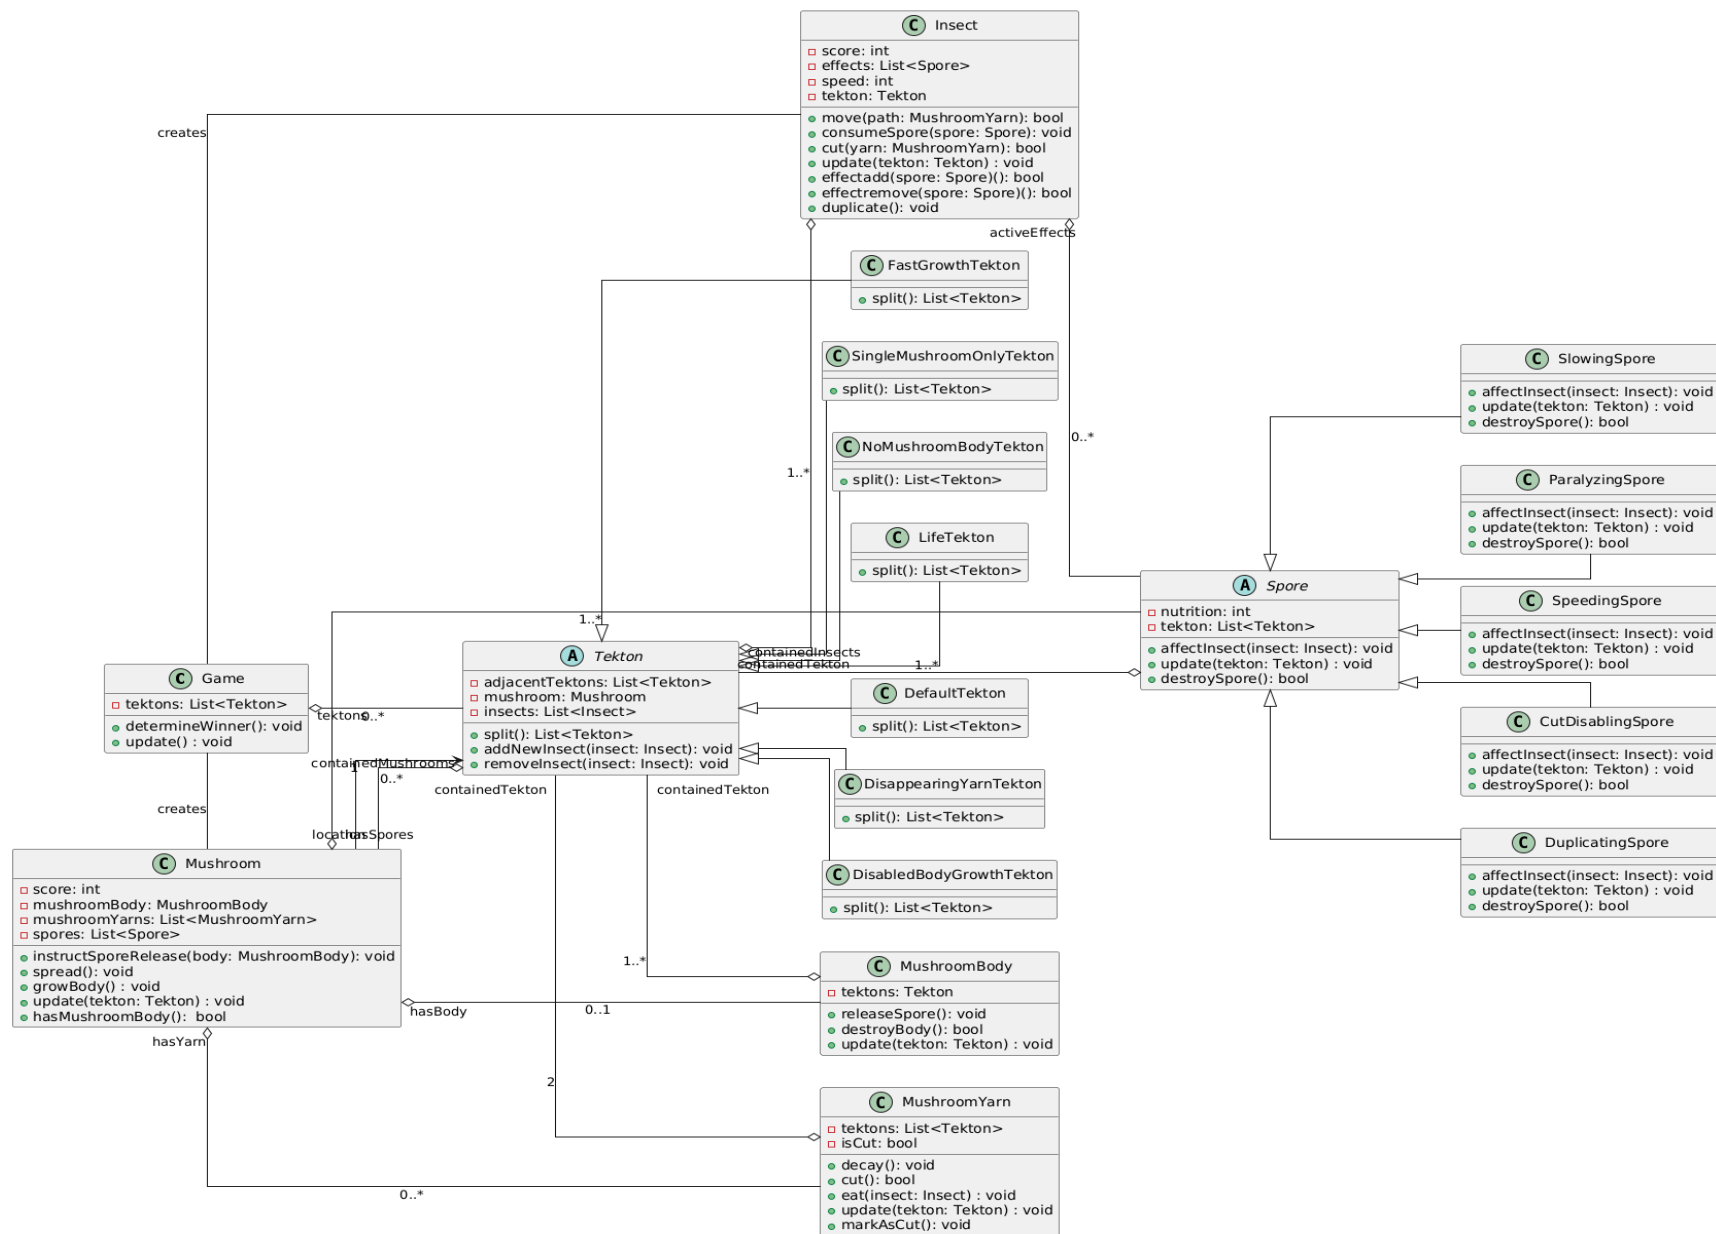 C Insect
score: int
effects: List<Spore>
speed: int
tekton: Tekton
move(path: MushroomYarn): bool
consumeSpore(spore: Spore): void
cut(yarn: MushroomYarn): bool
update(tekton: Tekton) : void
effectadd(spore: Spore)(): bool
effectremove(spore: Spore)(): bool
duplicate(): void
creates
activeEffects
C FastGrowthTekton
split(): List<Tekton>
C SingleMushroomOnlyTekton
split(): List<Tekton>
C NoMushroomBodyTekton
split(): List<Tekton>
C LifeTekton
split(): List<Tekton>
1..*
0..*
C SlowingSpore
affectInsect(insect: Insect): void
update(tekton: Tekton) : void
destroySpore(): bool
C ParalyzingSpore
affectInsect(insect: Insect): void
update(tekton: Tekton) : void
destroySpore(): bool
A Spore
nutrition: int
tekton: List<Tekton>
affectInsect(insect: Insect): void
update(tekton: Tekton) : void
destroySpore(): bool
C SpeedingSpore
affectInsect(insect: Insect): void
update(tekton: Tekton) : void
destroySpore(): bool
C CutDisablingSpore
affectInsect(insect: Insect): void
update(tekton: Tekton) : void
destroySpore(): bool
C DuplicatingSpore
affectInsect(insect: Insect): void
update(tekton: Tekton) : void
destroySpore(): bool
1..*
A Tekton
adjacentTektons: List<Tekton>
mushroom: Mushroom
insects: List<Insect>
split(): List<Tekton>
addNewInsect(insect: Insect): void
removeInsect(insect: Insect): void
containedInsects
containedTekton
1..*
C Game
tektons: List<Tekton>
determineWinner(): void
update() : void
tektons
0..*
containedMushrooms
1
0..*
containedTekton
containedTekton
creates
location
hasSpores
C DefaultTekton
split(): List<Tekton>
C DisappearingYarnTekton
split(): List<Tekton>
C DisabledBodyGrowthTekton
split(): List<Tekton>
C Mushroom
score: int
mushroomBody: MushroomBody
mushroomYarns: List<MushroomYarn>
spores: List<Spore>
instructSporeRelease(body: MushroomBody): void
spread(): void
growBody() : void
update(tekton: Tekton) : void
hasMushroomBody():  bool
hasBody
0..1
1..*
hasYarn
C MushroomBody
tektons: Tekton
releaseSpore(): void
destroyBody(): bool
update(tekton: Tekton) : void
2
0..*
C MushroomYarn
tektons: List<Tekton>
isCut: bool
decay(): void
cut(): bool
eat(insect: Insect) : void
update(tekton: Tekton) : void
markAsCut(): void